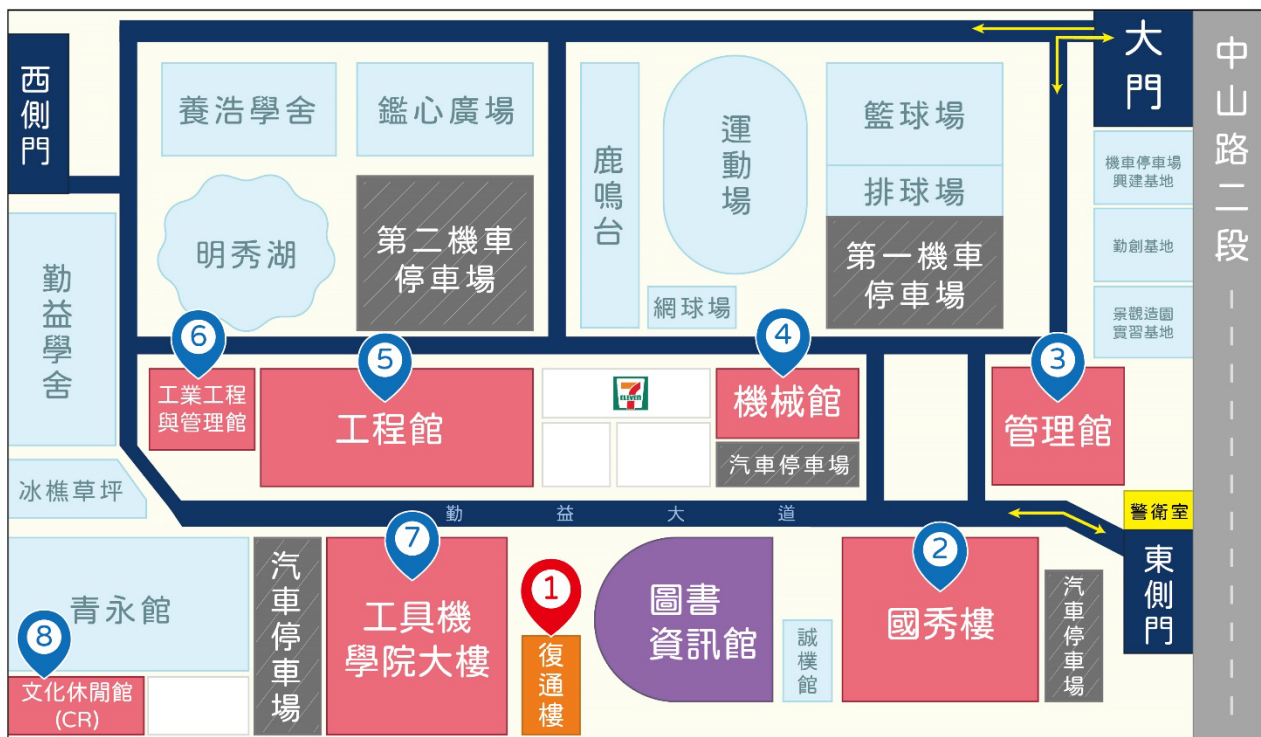 大門
中山路二段
西側門
養浩學舍
鑑心廣場
鹿鳴台
運動場
籃球場
排球場
機車停車場
興建基地
勤創基地
景觀造園
實習基地
明秀湖
第二機車
停車場
網球場
第一機車
停車場
勤益學舍
6
工業工程
與管理館
5
工程館
7
ELEVEN
4
機械館
汽車停車場
3
管理館
冰樵草坪
勤益大道
警衛室
東側門
青永館
8
文化休閒館
(CR)
汽車停車場
7
工具機
學院大樓
1
復通樓
圖書
資訊館
誠樸館
2
國秀樓
汽車停車場